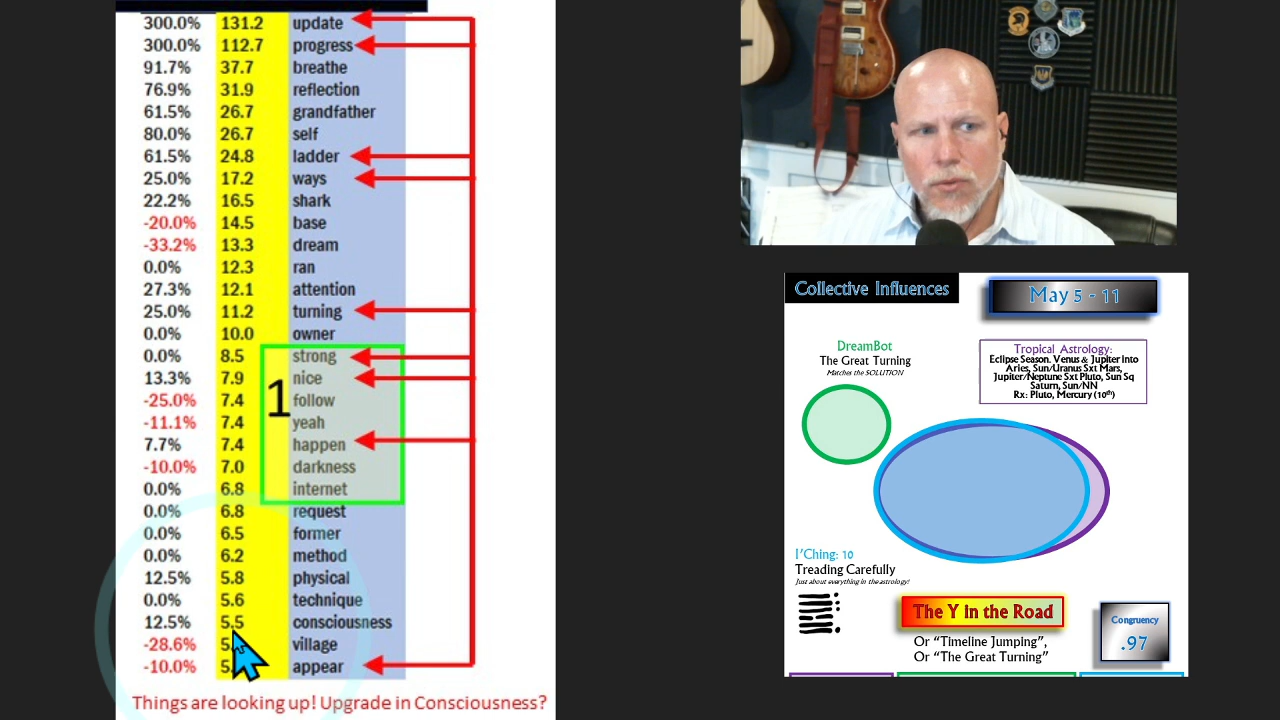 300.0% 131.2 update
300.0% 112.7 progress
91.7% 37.7 breathe
76.9% 31.9 reflection
61.5% 26.7 grandfather
80.0% 26.7 self
61.5% 24.8 ladder
25.0% 17.2 ways
22.2% 16.5 shark
-20.0% 14.5 base
-33.2% 13.3 dream
0.0% 12.3 ran
27.3% 12.1 attention
25.0% 11.2 turning
0.0% 10.0 owner
0.0% 8.5 strong
13.3% 7.9 nice
1
-25.0% 7.4 follow
-11.1% 7.4 yeah
7.7% 7.4 happen
-10.0% 7.0 darkness
0.0% 6.8 internet
0.0% 6.8 request
0.0% 6.5 former
0.0% 6.2 method
12.5% 5.8 physical
0.0% 5.6 technique
12.5% 5.5 consciousness
-28.6% village
-10.0% appear
Things are looking up! Upgrade in Consciousness?
Collective Influences
May 5 - 11
DreamBot
The Great Turning
Matches the SOLUTION
Tropical Astrology:
Eclipse Season, Venus & Jupiter into
Aries, Sun/Uranus Sxt Mars,
Jupiter/Neptune Sxt Pluto, Sun Sq
Saturn, Sun/NN
Rx: Pluto, Mercury (10th)
I'Ching: 10
Treading Carefully
Just about everything in the astrology!
The Y in the Road
Or "Timeline Jumping",
Or "The Great Turning"
Congruency
.97